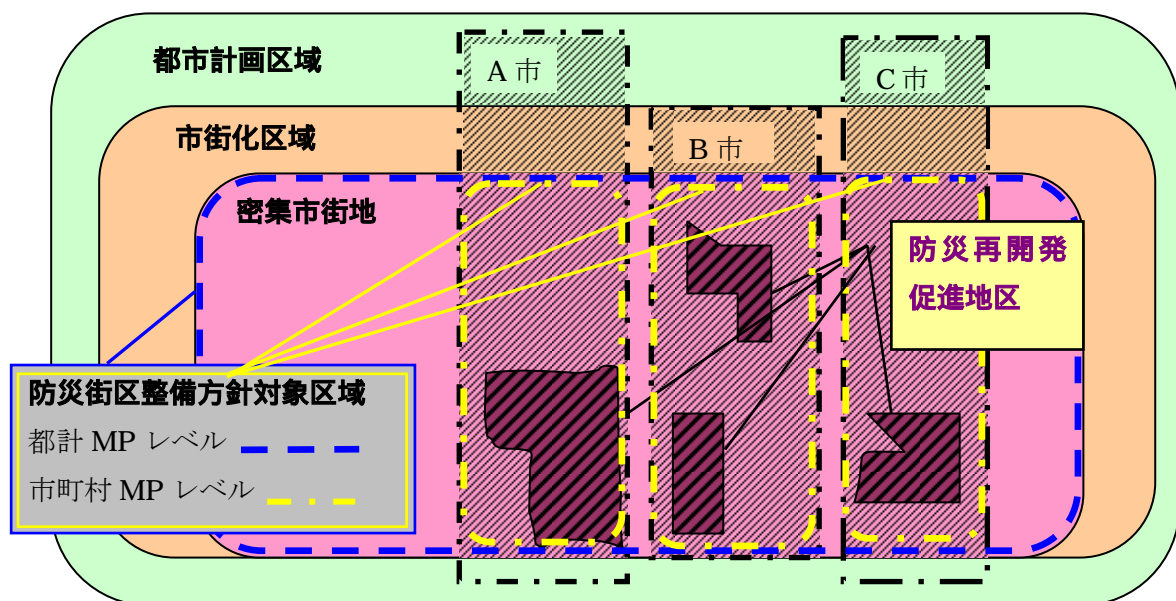 都市計画区域
A 市
C 市
市街化区域
B 市
密集市街地
防災再開発
促進地区
防災街区整備方針対象区域
都計 MP レベル
市町村 MP レベル